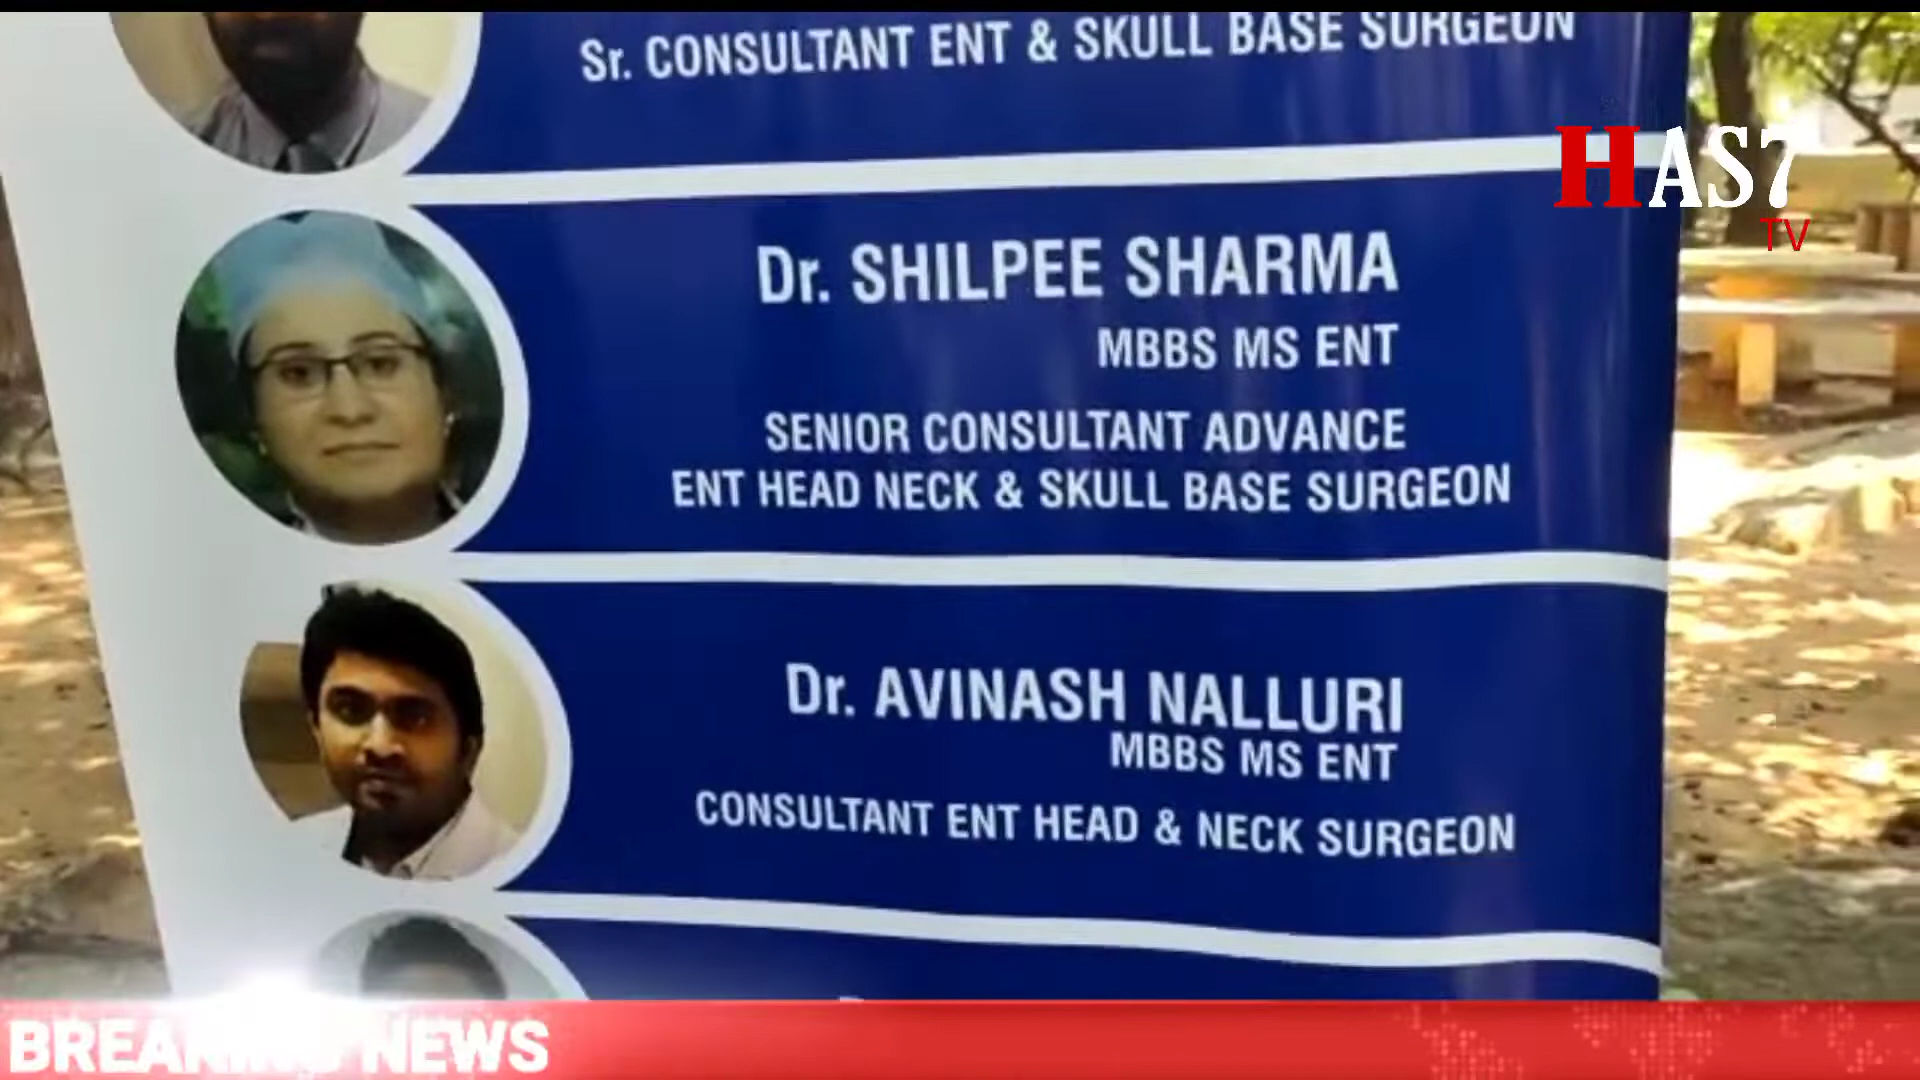 Sr. CONSULTANT ENT & SKULL BASE SURGEON
HAS7
TV
Dr. SHILPEE SHARMA
MBBS MS ENT
SENIOR CONSULTANT ADVANCE
ENT HEAD NECK & SKULL BASE SURGEON
Dr. AVINASH NALLURI
MBBS MS ENT
CONSULTANT ENT HEAD & NECK SURGEON
BREAKING NEWS